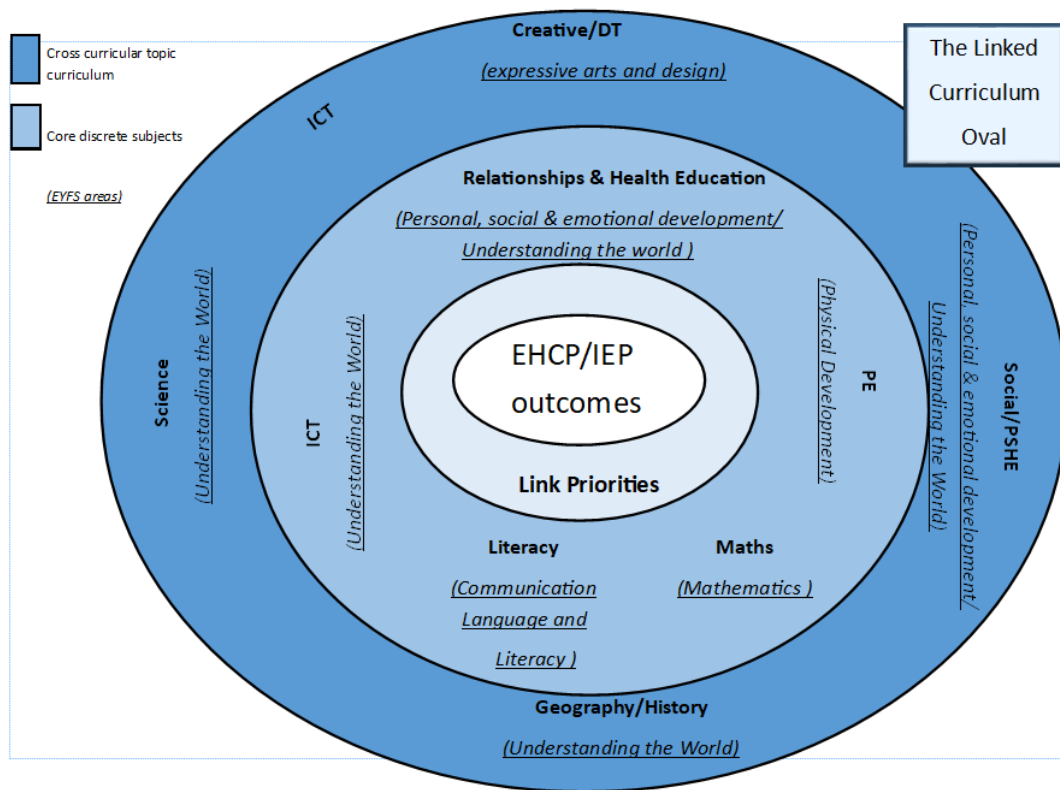 Creative/DT
(expressive arts and design)
The Linked
Curriculum
Oval
Cross curricular topic
curriculum
Core discrete subjects
(EYFS areas)
ICT
Relationships & Health Education
(Personal, social & emotional development/
Understanding the world )
Science
(Understanding the World)
ICT
(Understanding the World)
EHCP/IEP
outcomes
Link Priorities
(Physical Development)
PE
(Personal, social & emotional development/
Understanding the World)
Social/PSHE
Literacy
(Communication
Language and
Literacy )
Maths
(Mathematics )
Geography/History
(Understanding the World)